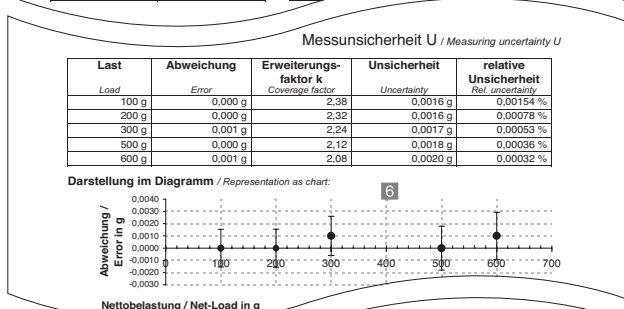 Messunsicherheit U / Measuring uncertainty U
Last Abweichung Erweiterungs- Unsicherheit relative
faktor k Unsicherheit
Load Error Coverage factor Uncertainty Rel. uncertainty
100 g 0,000 g 2,38 0,0016 g 0,00154 %
200 g 0,000 g 2,32 0,0016 g 0,00078 %
300 g 0,001 g 2,24 0,0017 g 0,00053 %
500 g 0,000 g 2,12 0,0018 g 0,00036 %
600 g 0,001 g 2,08 0,0020 g 0,00032 %
Darstellung im Diagramm / Representation as chart:
6
Abweichung /
Error in g
0,0040
0,0030
0,0020
0,0010
0,0000
-0,0010
-0,0020
-0,0030
0 100 200 300 400 500 600 700
Nettobelastung / Net-Load in g